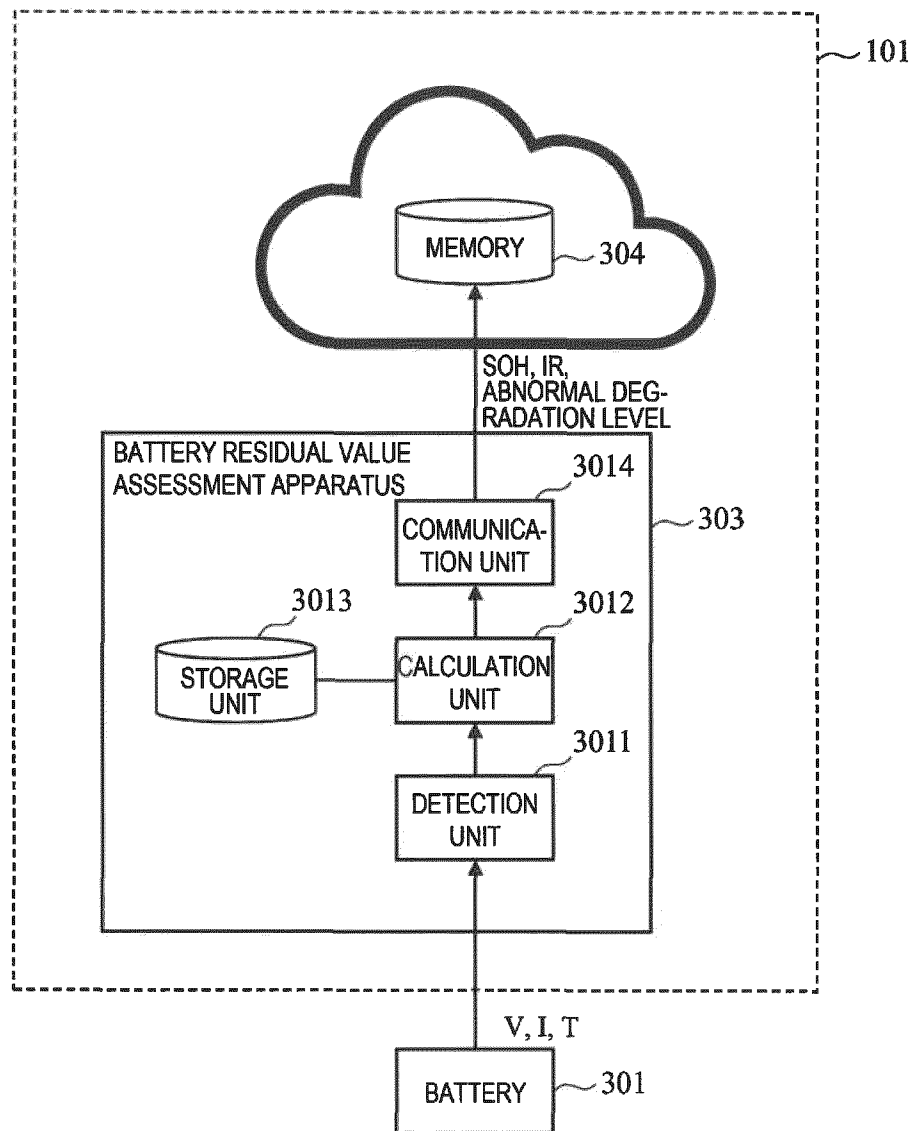 101
MEMORY
304
SOH, IR,
ABNORMAL DEG-
RADATION LEVEL
BATTERY RESIDUAL VALUE
ASSESSMENT APPARATUS
3014
COMMUNICA-
TION UNIT
303
3013
3012
STORAGE
UNIT
CALCULATION
UNIT
3011
DETECTION
UNIT
V, I, T
BATTERY
301